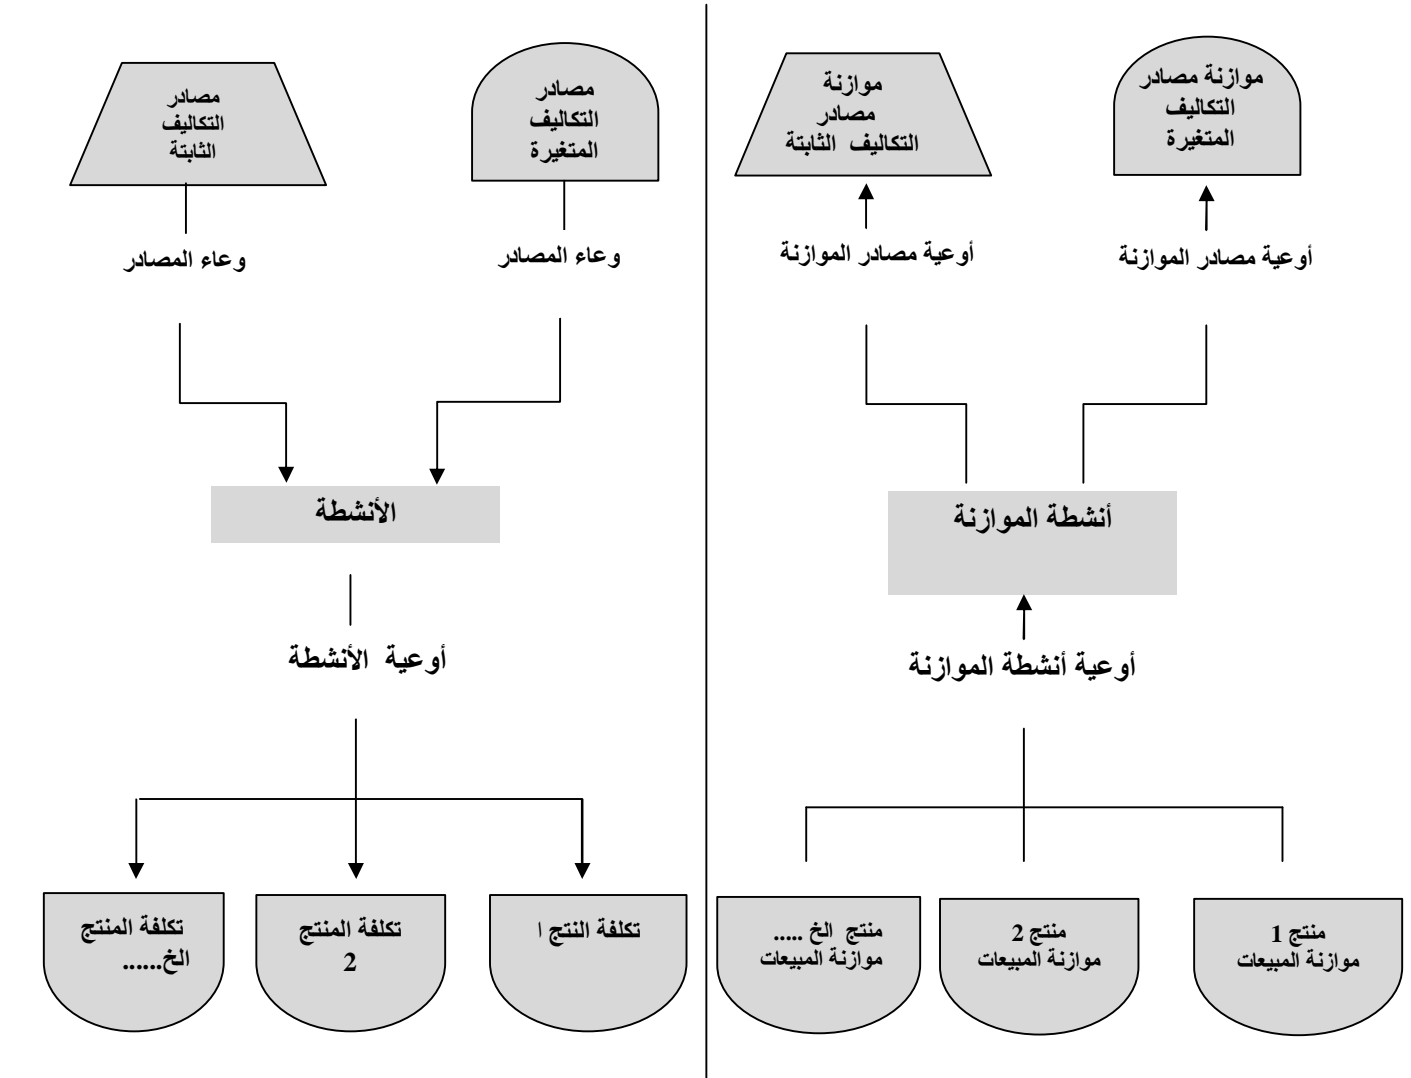 موازنة مصادر
التكاليف
المتغيرة
موازنة
مصادر
التكاليف الثابتة
أوعية مصادر الموازنة
أوعية مصادر الموازنة
أنشطة الموازنة
أوعية أنشطة الموازنة
منتج 1
موازنة المبيعات
منتج 2
موازنة المبيعات
منتج الخ .....
موازنة المبيعات
مصادر
التكاليف
المتغيرة
مصادر
التكاليف
الثابتة
وعاء المصادر
وعاء المصادر
الأنشطة
أوعية الأنشطة
تكلفة النتج ا
تكلفة المنتج
2
تكلفة المنتج
الخ......